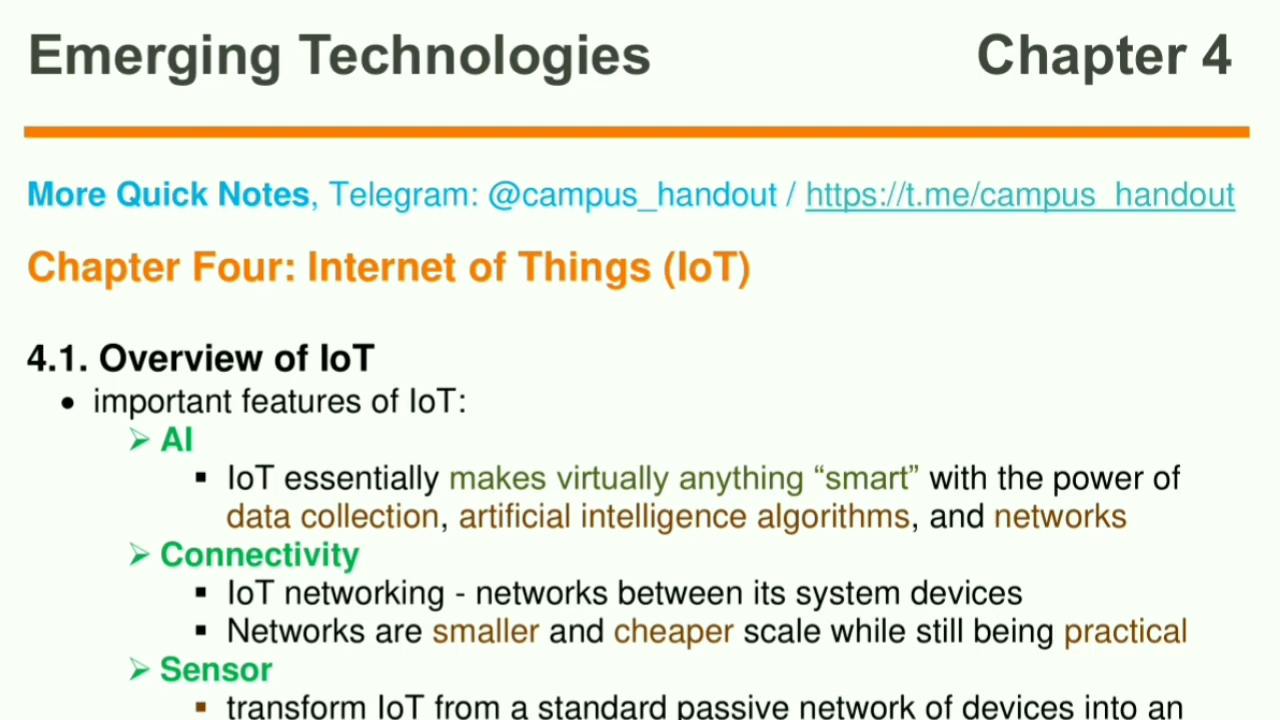 Emerging Technologies Chapter 4
More Quick Notes, Telegram: @campus_handout / https://t.me/campus_handout
Chapter Four: Internet of Things (IoT)
4.1. Overview of IoT
• important features of IoT:
➢ AI
▪ IoT essentially makes virtually anything “smart” with the power of
data collection, artificial intelligence algorithms, and networks
➢ Connectivity
▪ IoT networking - networks between its system devices
▪ Networks are smaller and cheaper scale while still being practical
➢ Sensor
▪ transform IoT from a standard passive network of devices into an